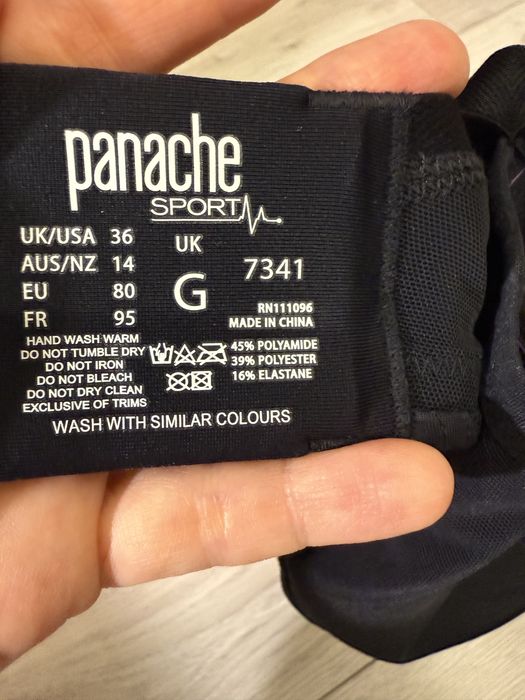 panache
SPORT
UK/USA 36
AUS/NZ 14
EU 80
FR 95
UK
G
7341
RN111096
MADE IN CHINA
HAND WASH WARM
DO NOT TUMBLE DRY
DO NOT IRON
DO NOT BLEACH
DO NOT DRY CLEAN
EXCLUSIVE OF TRIMS
45% POLYAMIDE
39% POLYESTER
16% ELASTANE
WASH WITH SIMILAR COLOURS